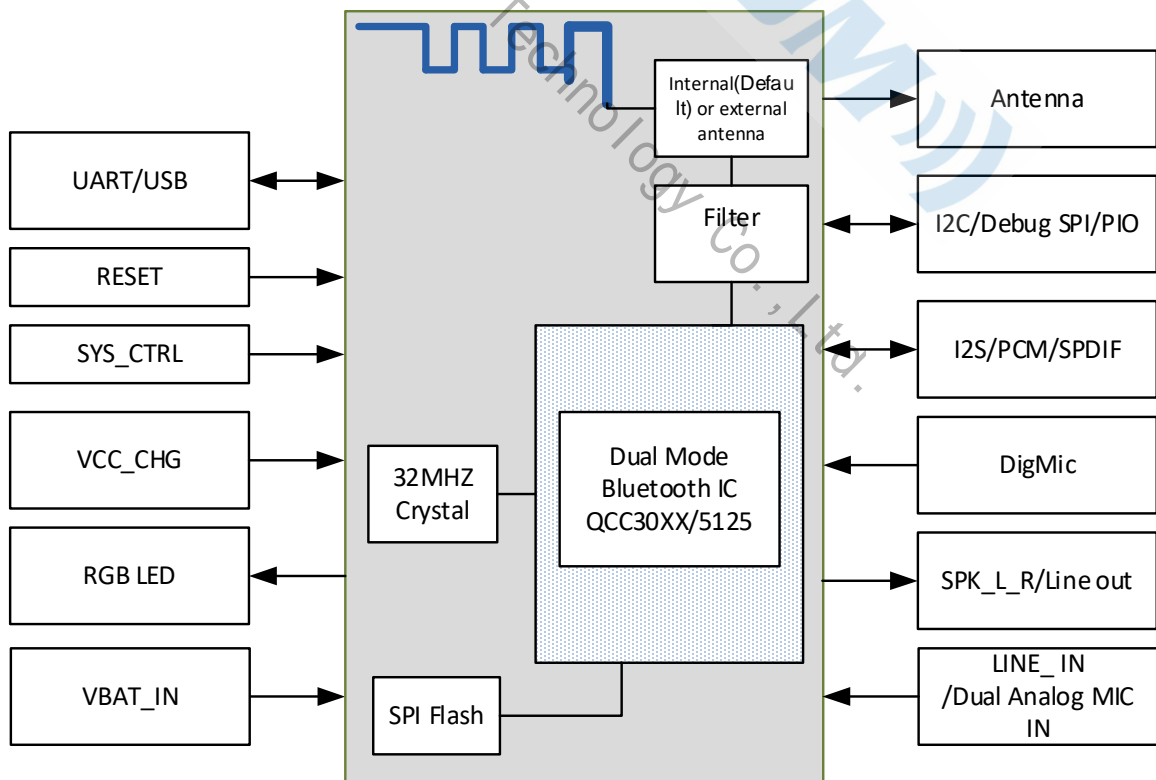 Technology Co.,Ltd.
Internal(Defau
lt) or external
antenna
Antenna
UART/USB
Filter
I2C/Debug SPI/PIO
RESET
SYS_CTRL
I2S/PCM/SPDIF
VCC_CHG
32MHZ
Crystal
Dual Mode
Bluetooth IC
QCC30XX/5125
DigMic
RGB LED
SPK_L_R/Line out
VBAT_IN
SPI Flash
LINE_ IN
/Dual Analog MIC
IN